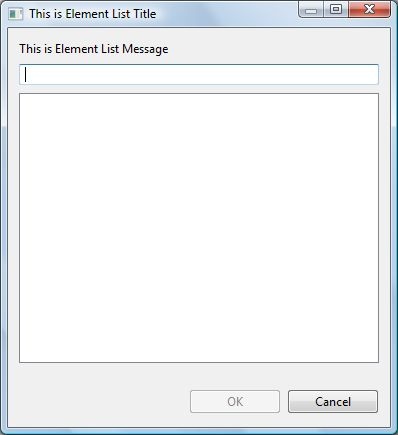 This is Element List Title
This is Element List Message
OK
Cancel